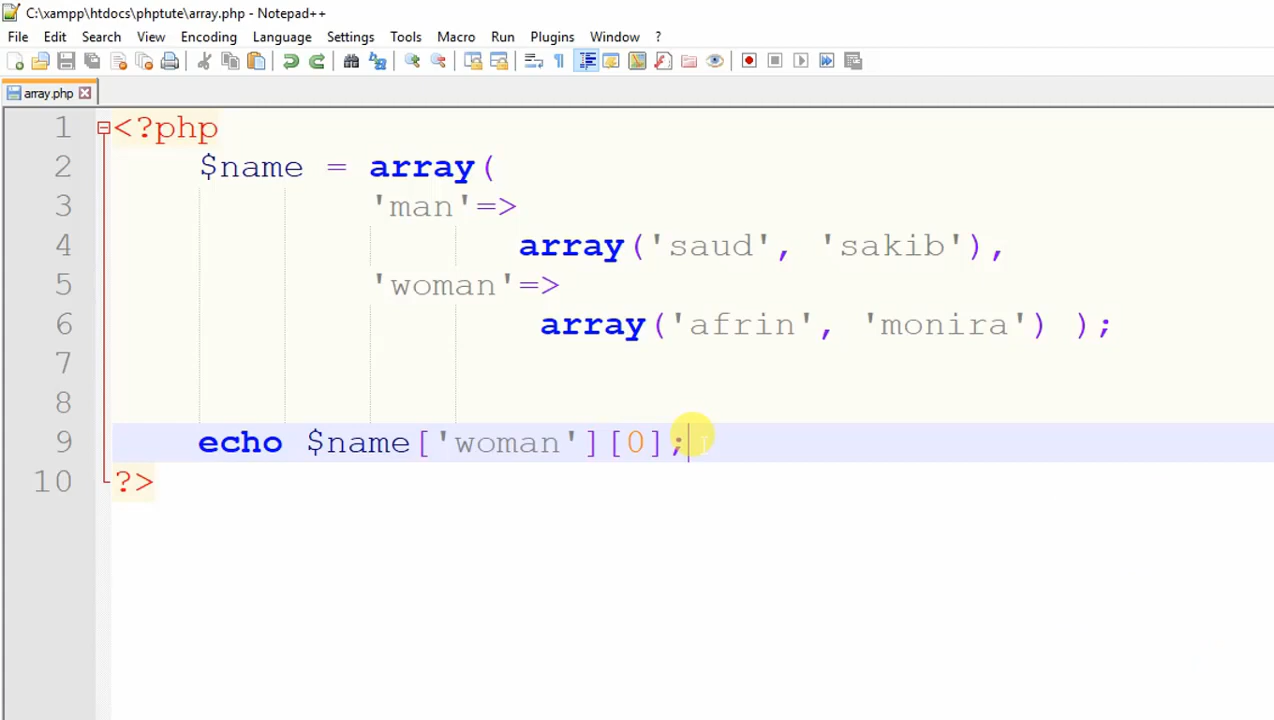 C:\xampp\htdocs\phptute\array.php - Notepad++
File Edit Search View Encoding Language Settings Tools Macro Run Plugins Window ?
array.php
1 <?php
2 $name = array(
3 'man'=>
4 array('saud', 'sakib'),
5 'woman'=>
6 array('afrin', 'monira') );
7
8
9 echo $name['woman'][0];
10 ?>